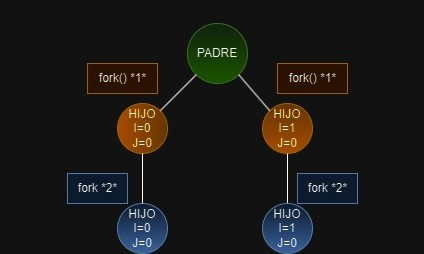 PADRE
fork() *1*
fork() *1*
HIJO
I=0
J=0
HIJO
I=1
J=0
fork *2*
fork *2*
HIJO
I=0
J=0
HIJO
I=1
J=0